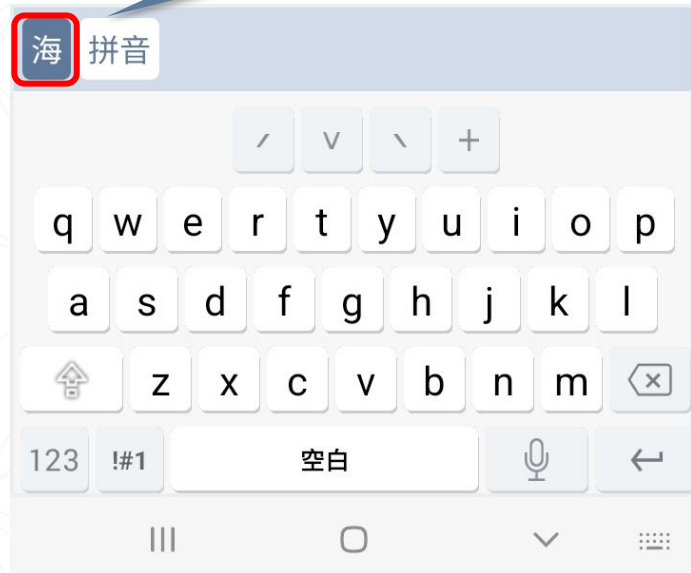 海 拼音
ˊ ˇ ˋ +
q w e r t y u i o p
a s d f g h j k l
z x c v b n m
123 !#1 空白